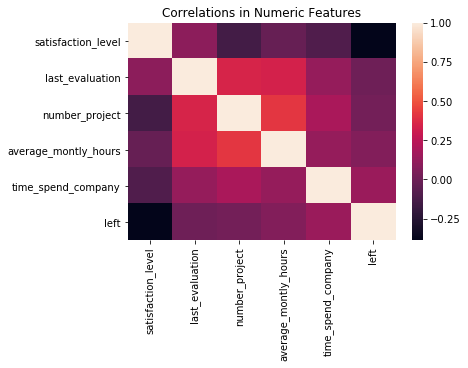 Correlations in Numeric Features
satisfaction_level
last_evaluation
number_project
average_montly_hours
time_spend_company
left
satisfaction_level
last_evaluation
number_project
average_montly_hours
time_spend_company
left
1.00
0.75
0.50
0.25
0.00
−0.25